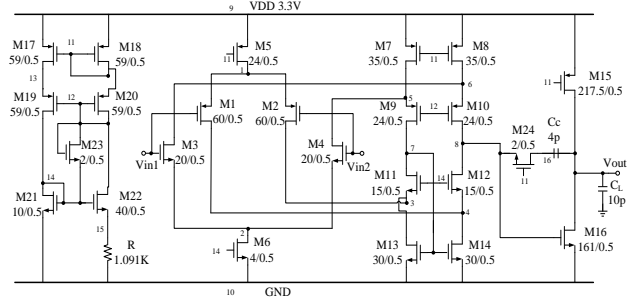 9 VDD 3.3V
M17 59/0.5
11
M18 59/0.5
M5 24/0.5
11
1
M7 35/0.5
11
M8 35/0.5
M15 217.5/0.5
11
13
M19 59/0.5
12
M20 59/0.5
M1 60/0.5
M2 60/0.5
5
6
M9 24/0.5
12
M10 24/0.5
M23 2/0.5
Vin1
M3 20/0.5
M4 20/0.5
Vin2
7
8
M24 2/0.5
11
Cc 4p
16
Vout
CL 10p
14
M21 10/0.5
M22 40/0.5
M11 15/0.5
14
M12 15/0.5
3
4
15
R 1.091K
2
14
M6 4/0.5
M13 30/0.5
M14 30/0.5
M16 161/0.5
10 GND